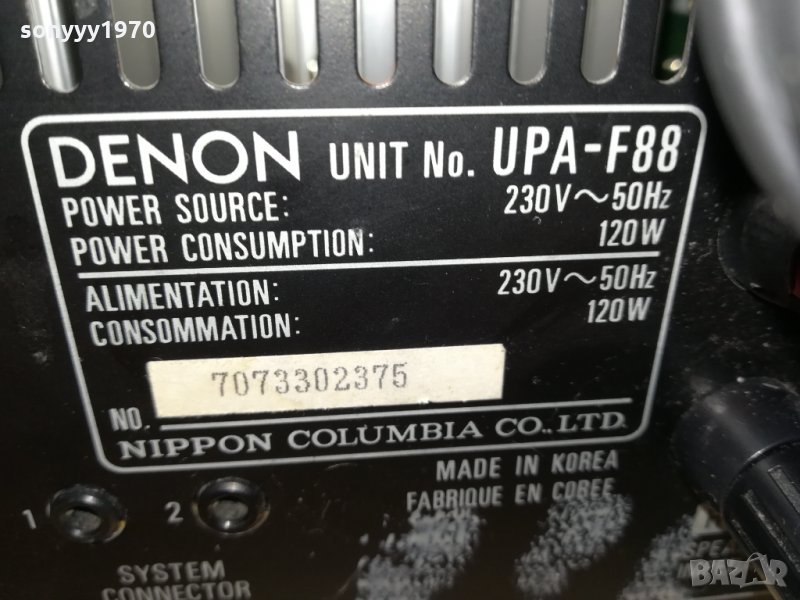 sonyyy1970
DENON UNIT No. UPA-F88
POWER SOURCE: 230V~50Hz
POWER CONSUMPTION: 120W
ALIMENTATION: 230V~50Hz
CONSOMMATION: 120W
NO. 7073302375
NIPPON COLUMBIA CO.,LTD.
MADE IN KOREA
FABRIQUE EN COREE
1 2
SYSTEM
CONNECTOR
BAZAR